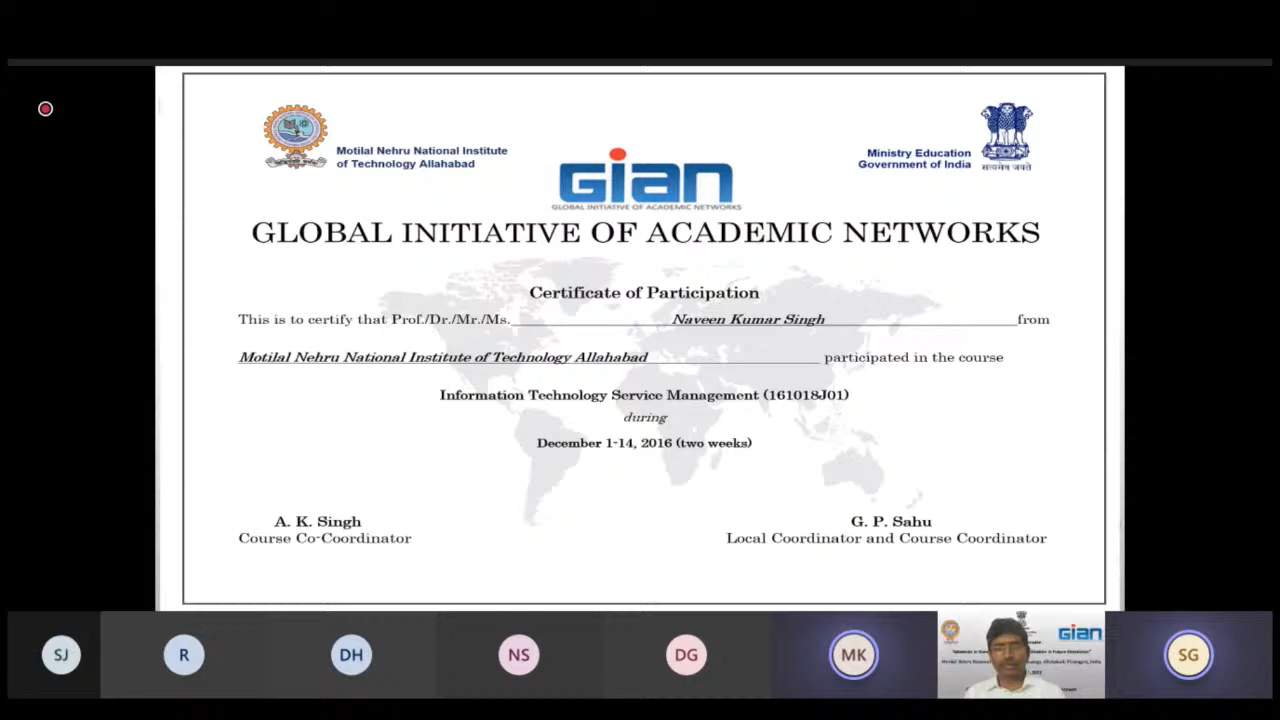 Motilal Nehru National Institute
of Technology Allahabad
Ministry Education
Government of India
सत्यमेव जयते
GIAN
GLOBAL INITIATIVE OF ACADEMIC NETWORKS
GLOBAL INITIATIVE OF ACADEMIC NETWORKS
Certificate of Participation
This is to certify that Prof./Dr./Mr./Ms. Naveen Kumar Singh from
Motilal Nehru National Institute of Technology Allahabad participated in the course
Information Technology Service Management (161018J01)
during
December 1-14, 2016 (two weeks)
A. K. Singh
Course Co-Coordinator
G. P. Sahu
Local Coordinator and Course Coordinator
SJ
R
DH
NS
DG
MK
GIAN
SG